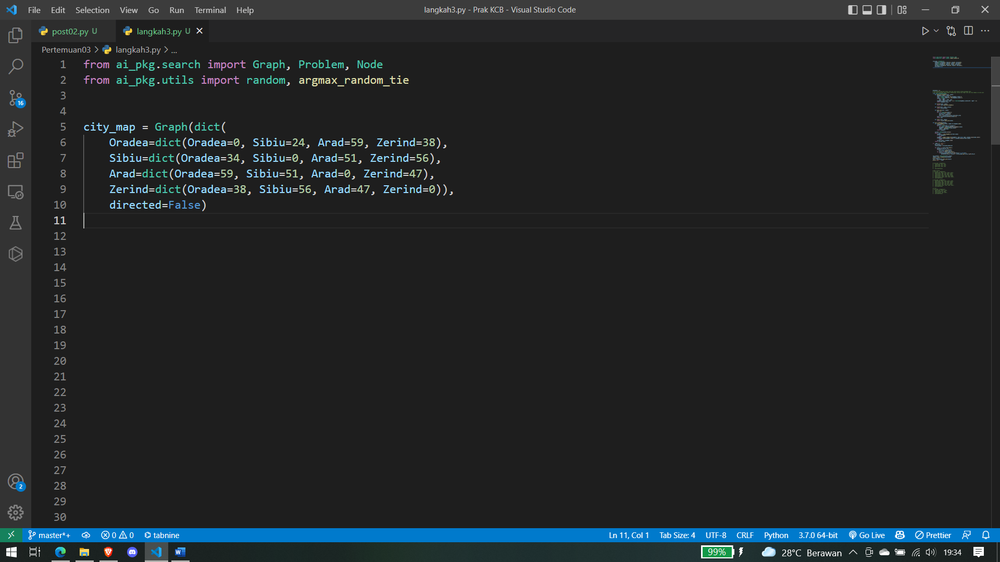 File Edit Selection View Go Run Terminal Help langkah3.py - Prak KCB - Visual Studio Code
post02.py U langkah3.py U
Pertemuan03 > langkah3.py > ...
1 from ai_pkg.search import Graph, Problem, Node
2 from ai_pkg.utils import random, argmax_random_tie
3
4
5 city_map = Graph(dict(
6 Oradea=dict(Oradea=0, Sibiu=24, Arad=59, Zerind=38),
7 Sibiu=dict(Oradea=34, Sibiu=0, Arad=51, Zerind=56),
8 Arad=dict(Oradea=59, Sibiu=51, Arad=0, Zerind=47),
9 Zerind=dict(Oradea=38, Sibiu=56, Arad=47, Zerind=0)),
10 directed=False)
11
12
13
14
15
16
17
18
19
20
21
22
23
24
25
26
27
28
29
30
16
2
master*+ 0 0 tabnine Ln 11, Col 1 Tab Size: 4 UTF-8 CRLF Python 3.7.0 64-bit Go Live Prettier
99% 28°C Berawan 19:34